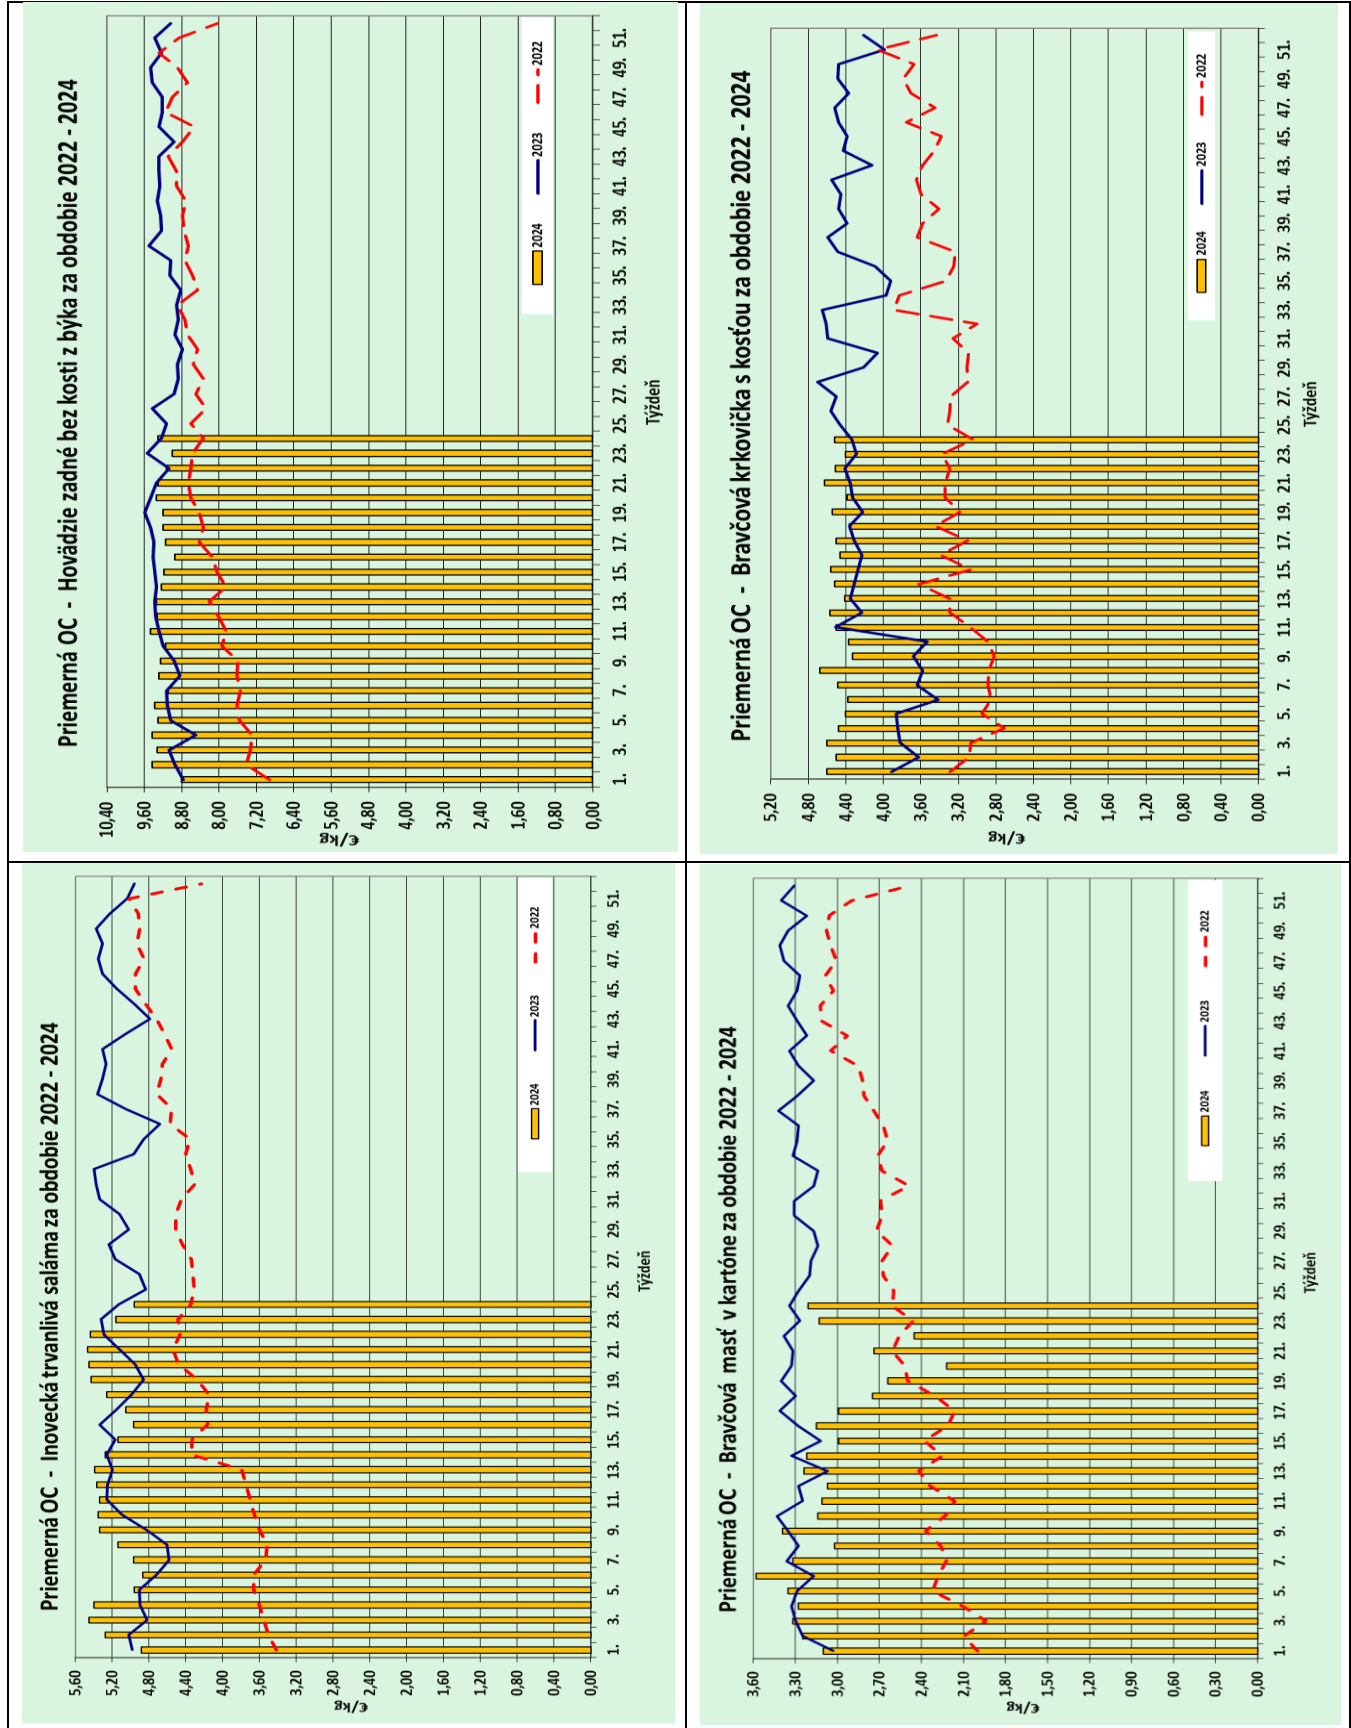 Priemerná OC - Inovecká trvanlivá saláma za obdobie 2022 - 2024
€/kg
5,60
5,20
4,80
4,40
4,00
3,60
3,20
2,80
2,40
2,00
1,60
1,20
0,80
0,40
0,00
2024 2023 2022
1. 3. 5. 7. 9. 11. 13. 15. 17. 19. 21. 23. 25. 27. 29. 31. 33. 35. 37. 39. 41. 43. 45. 47. 49. 51.
Týždeň
Priemerná OC - Hovädzie zadné bez kosti z býka za obdobie 2022 - 2024
€/kg
10,40
9,60
8,80
8,00
7,20
6,40
5,60
4,80
4,00
3,20
2,40
1,60
0,80
0,00
2024 2023 2022
1. 3. 5. 7. 9. 11. 13. 15. 17. 19. 21. 23. 25. 27. 29. 31. 33. 35. 37. 39. 41. 43. 45. 47. 49. 51.
Týždeň
Priemerná OC - Bravčová masť v kartóne za obdobie 2022 - 2024
€/kg
3,60
3,30
3,00
2,70
2,40
2,10
1,80
1,50
1,20
0,90
0,60
0,30
0,00
2024 2023 2022
1. 3. 5. 7. 9. 11. 13. 15. 17. 19. 21. 23. 25. 27. 29. 31. 33. 35. 37. 39. 41. 43. 45. 47. 49. 51.
Týždeň
Priemerná OC - Bravčová krkovička s kosťou za obdobie 2022 - 2024
€/kg
5,20
4,80
4,40
4,00
3,60
3,20
2,80
2,40
2,00
1,60
1,20
0,80
0,40
0,00
2024 2023 2022
1. 3. 5. 7. 9. 11. 13. 15. 17. 19. 21. 23. 25. 27. 29. 31. 33. 35. 37. 39. 41. 43. 45. 47. 49. 51.
Týždeň